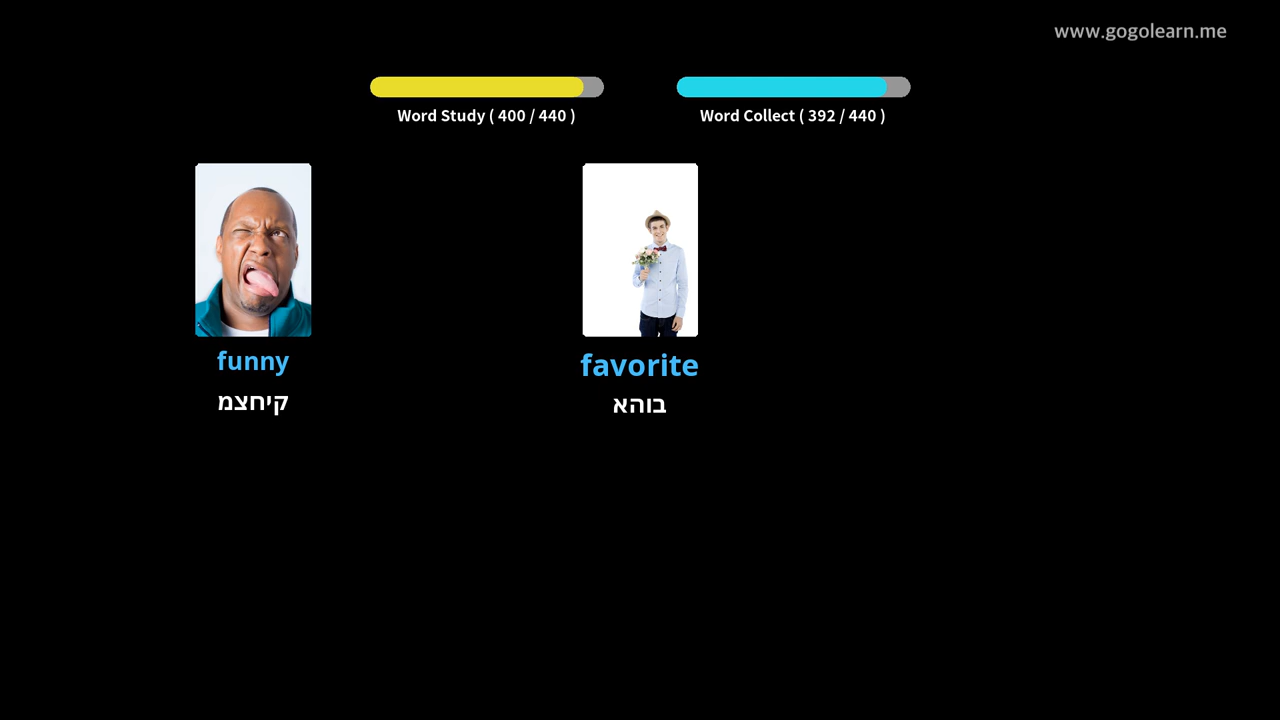 www.gogolearn.me
Word Study ( 400 / 440 )
Word Collect ( 392 / 440 )
funny
קיחצמ
favorite
בוהא